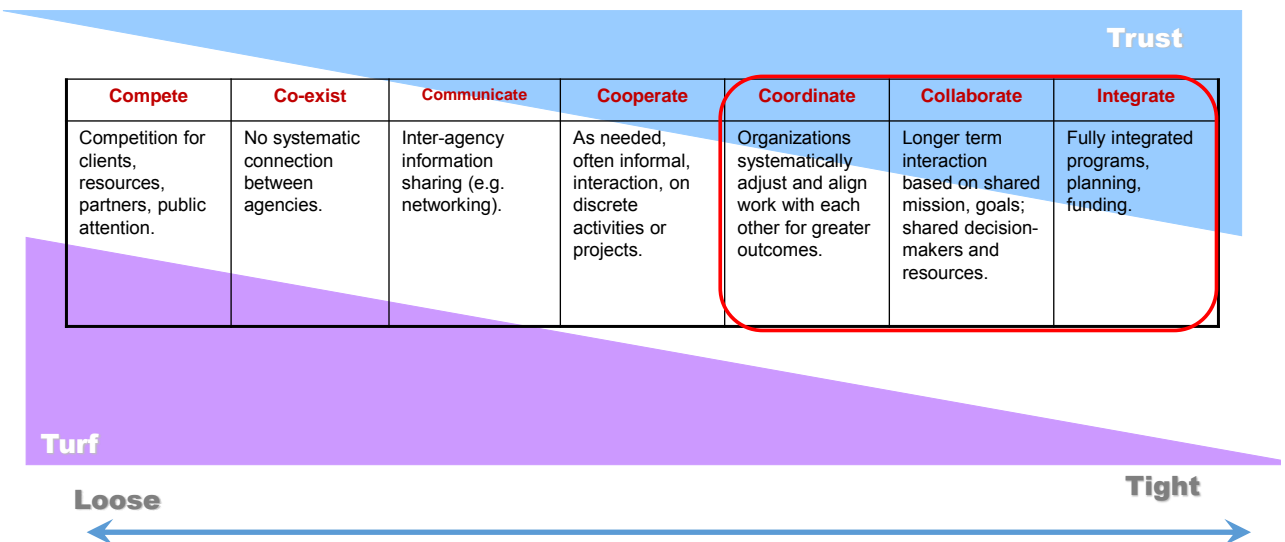 Trust
Compete
Co-exist
Communicate
Cooperate
Coordinate
Collaborate
Integrate
Competition for
clients,
resources,
partners, public
attention.
No systematic
connection
between
agencies.
Inter-agency
information
sharing (e.g.
networking).
As needed,
often informal,
interaction, on
discrete
activities or
projects.
Organizations
systematically
adjust and align
work with each
other for greater
outcomes.
Longer term
interaction
based on shared
mission, goals;
shared decision-
makers and
resources.
Fully integrated
programs,
planning,
funding.
Turf
Loose
Tight